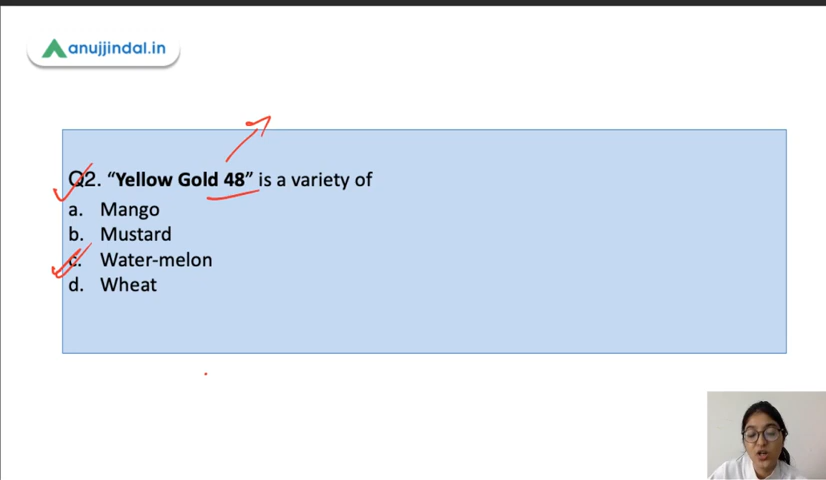 anujjindal.in
Q2. “Yellow Gold 48” is a variety of
a. Mango
b. Mustard
c. Water-melon
d. Wheat